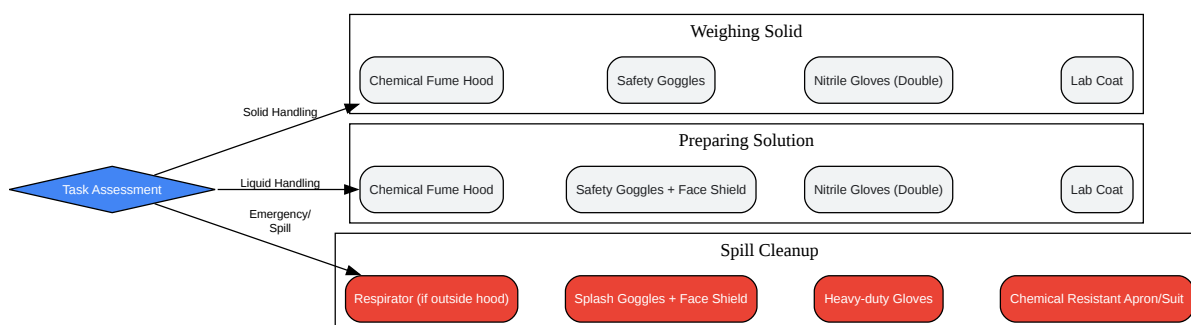 Weighing Solid
Chemical Fume Hood
Safety Goggles
Nitrile Gloves (Double)
Lab Coat
Solid Handling
Preparing Solution
Task Assessment
Liquid Handling
Chemical Fume Hood
Safety Goggles + Face Shield
Nitrile Gloves (Double)
Lab Coat
Emergency/
Spill
Spill Cleanup
Respirator (if outside hood)
Splash Goggles + Face Shield
Heavy-duty Gloves
Chemical Resistant Apron/Suit